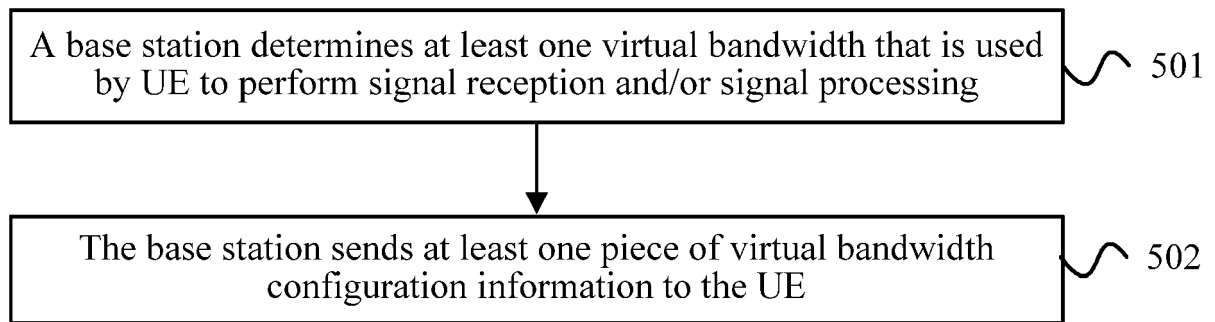 A base station determines at least one virtual bandwidth that is used
by UE to perform signal reception and/or signal processing
501
The base station sends at least one piece of virtual bandwidth
configuration information to the UE
502